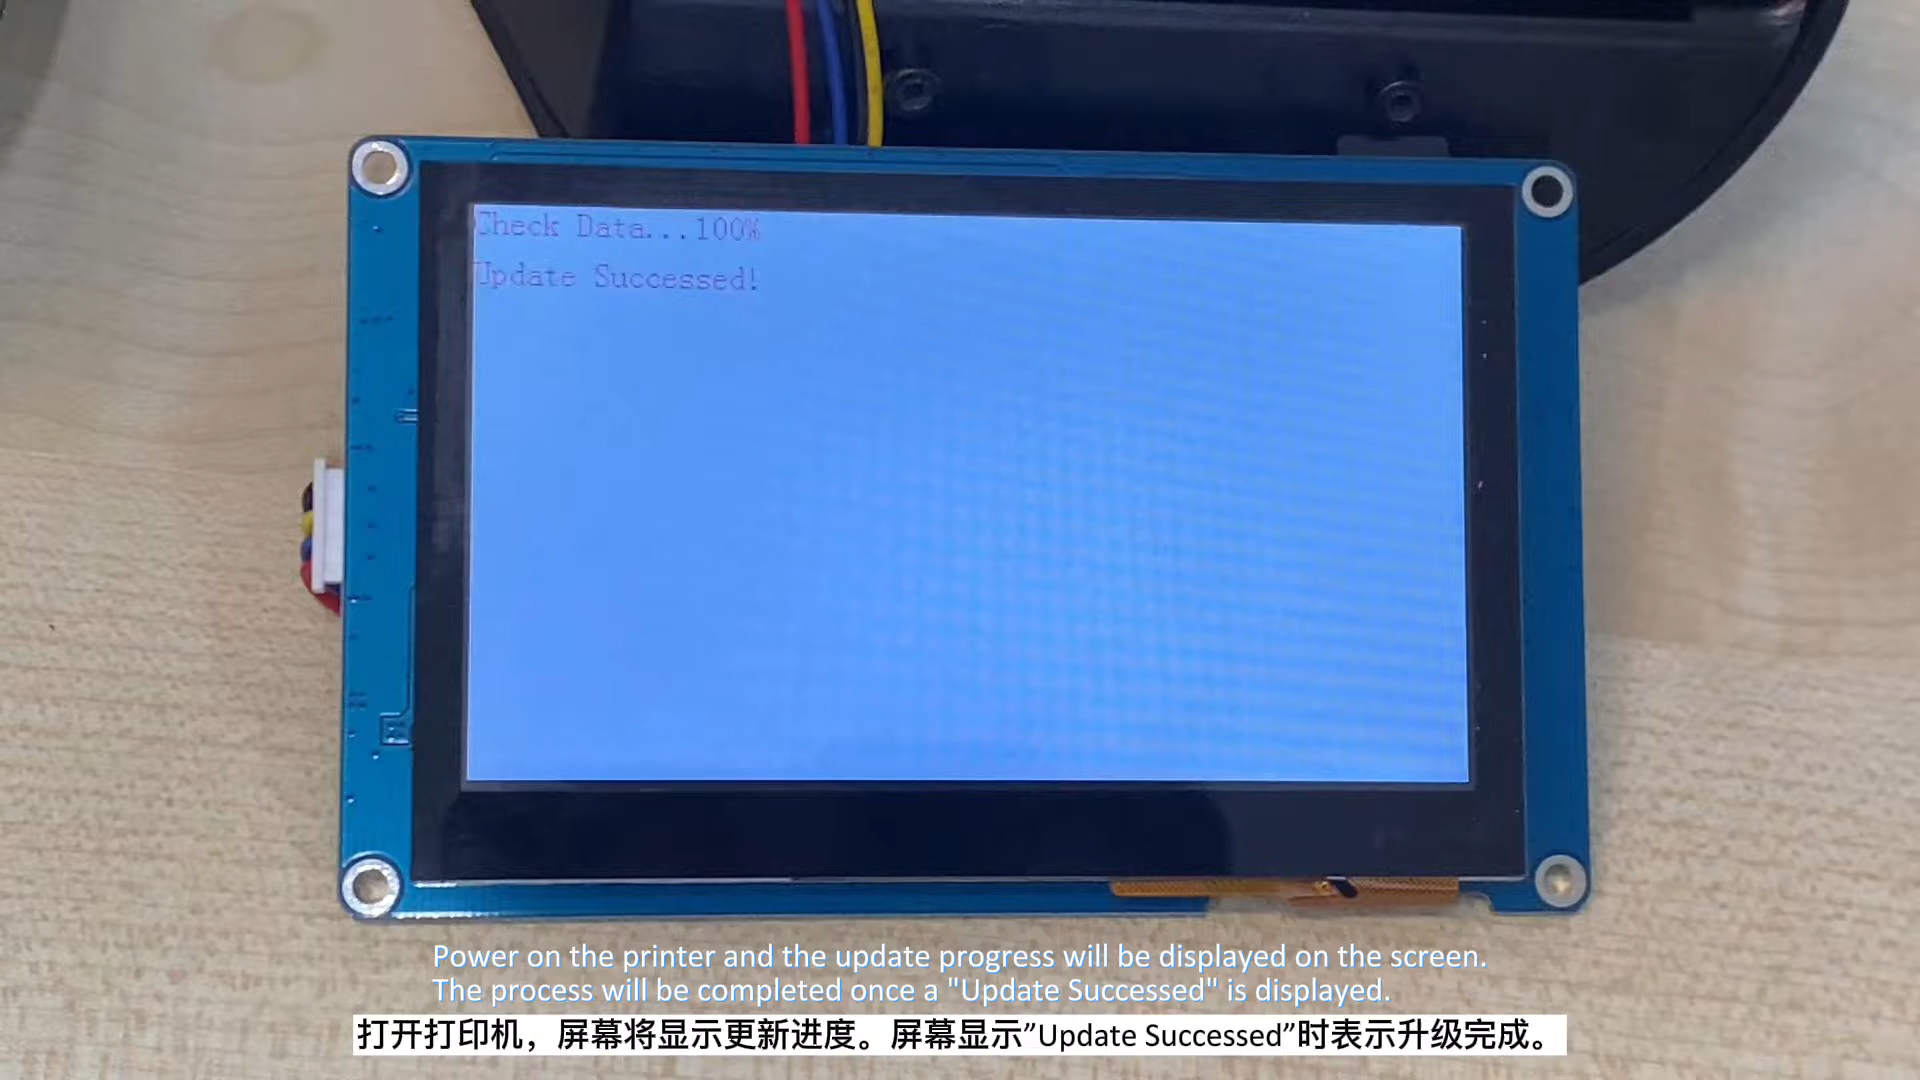 Check Data...100%
Update Successed!
Power on the printer and the update progress will be displayed on the screen.
The process will be completed once a "Update Successed" is displayed.
打开打印机，屏幕将显示更新进度。屏幕显示”Update Successed”时表示升级完成。